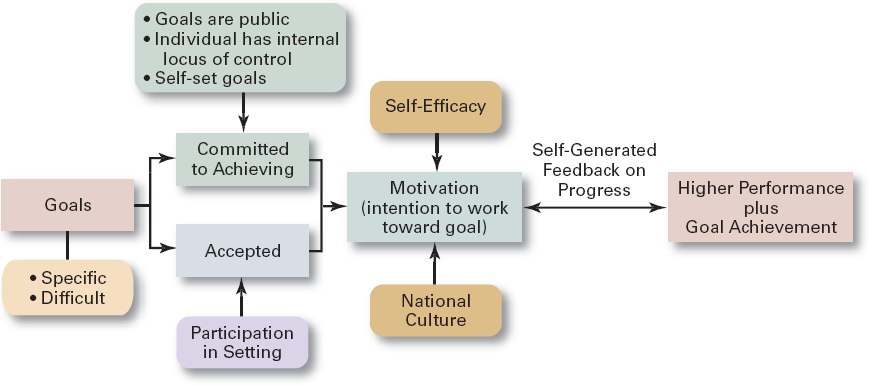 • Goals are public
• Individual has internal
locus of control
• Self-set goals
Self-Efficacy
Committed
to Achieving
Self-Generated
Feedback on
Progress
Goals
Motivation
(intention to work
toward goal)
Higher Performance
plus
Goal Achievement
Accepted
• Specific
• Difficult
Participation
in Setting
National
Culture